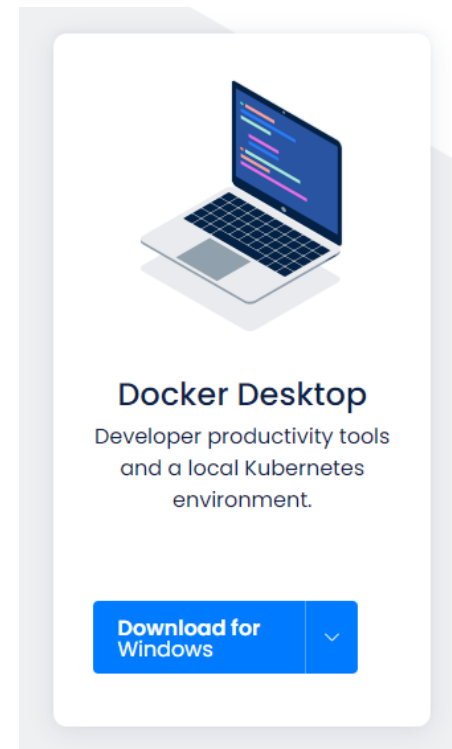 Docker Desktop
Developer productivity tools
and a local Kubernetes
environment.
Download for
Windows